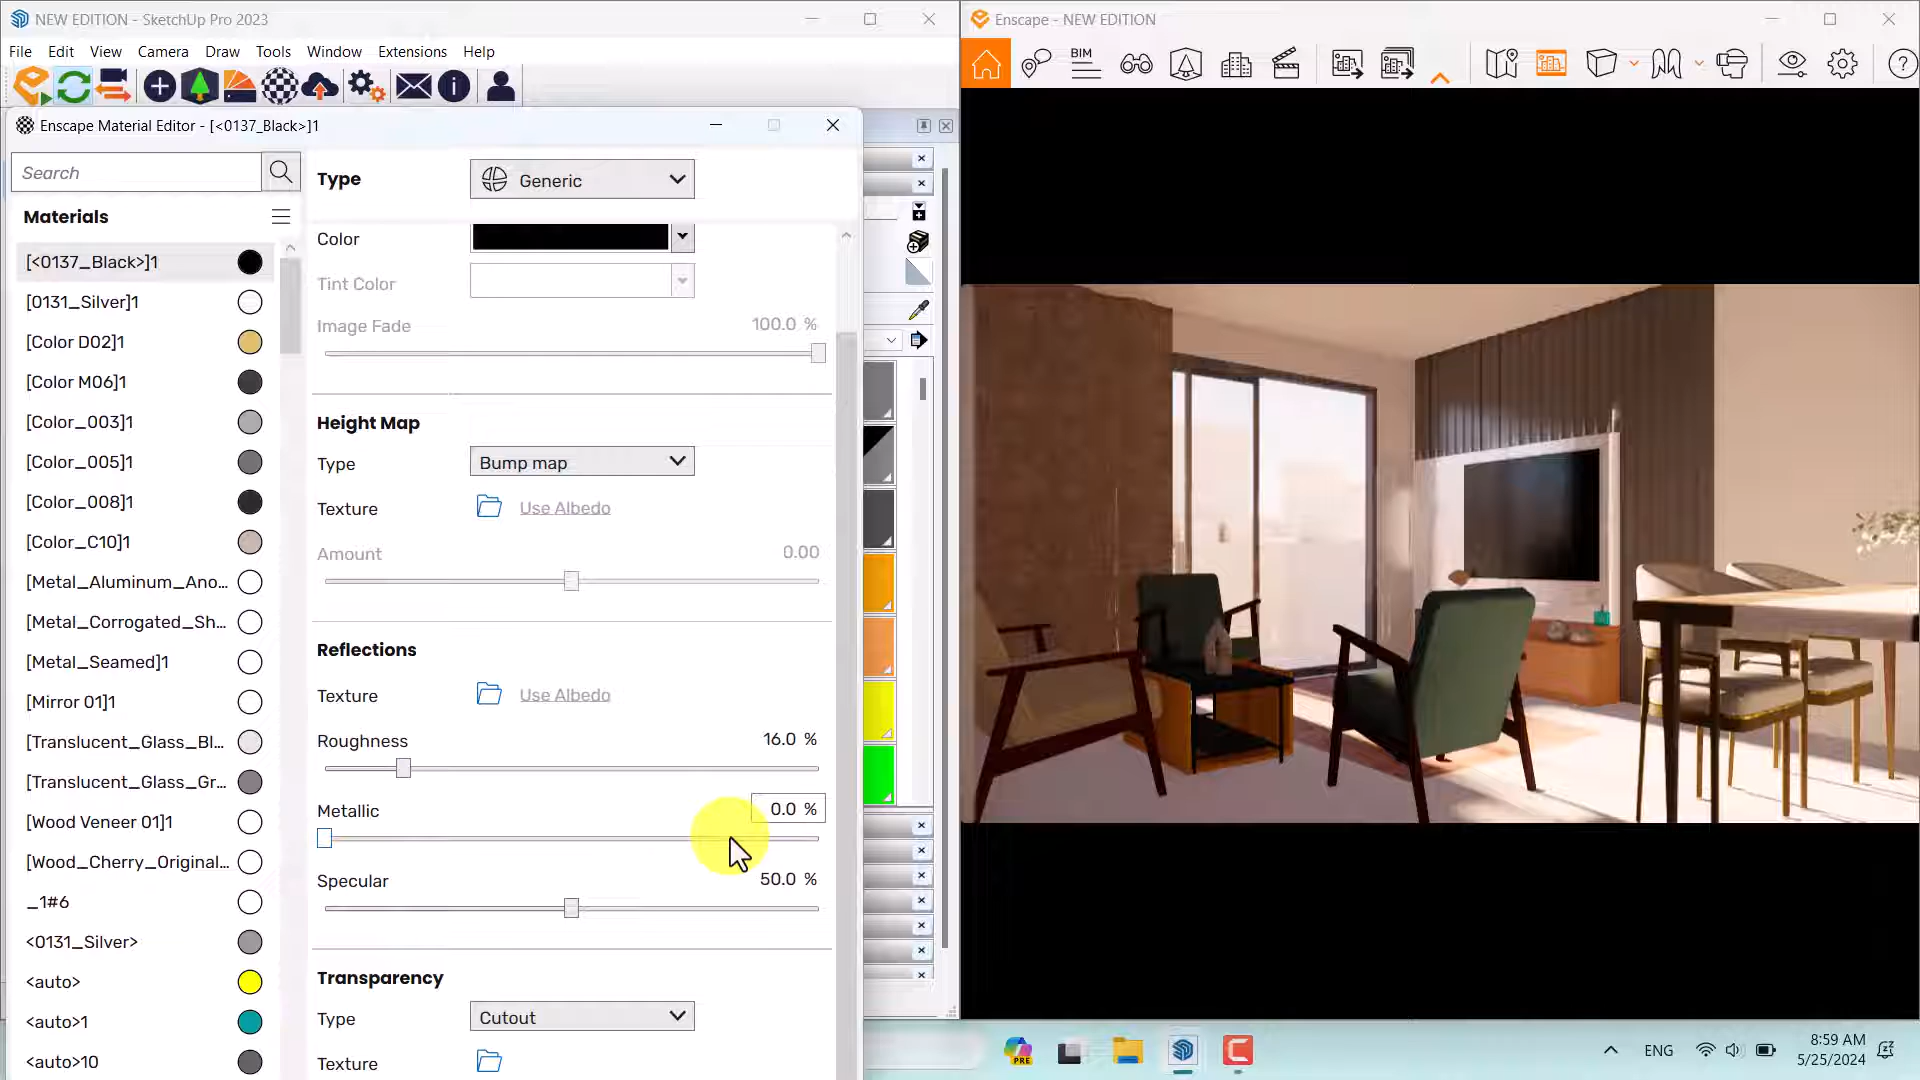 NEW EDITION - SketchUp Pro 2023
File Edit View Camera Draw Tools Window Extensions Help
Enscape Material Editor - [<0137_Black>]1
Search
Materials
[<0137_Black>]1
[0131_Silver]1
[Color D02]1
[Color M06]1
[Color_003]1
[Color_005]1
[Color_008]1
[Color_C10]1
[Metal_Aluminum_Ano...
[Metal_Corrogated_Sh...
[Metal_Seamed]1
[Mirror 01]1
[Translucent_Glass_Bl...
[Translucent_Glass_Gr...
[Wood Veneer 01]1
[Wood_Cherry_Original...
_1#6
<0131_Silver>
<auto>
<auto>1
<auto>10
Type Generic
Color
Tint Color
Image Fade 100.0 %
Height Map
Type Bump map
Texture Use Albedo
Amount 0.00
Reflections
Texture Use Albedo
Roughness 16.0 %
Metallic 0.0 %
Specular 50.0 %
Transparency
Type Cutout
Texture
Enscape - NEW EDITION
BIM
PRE
ENG
8:59 AM
5/25/2024